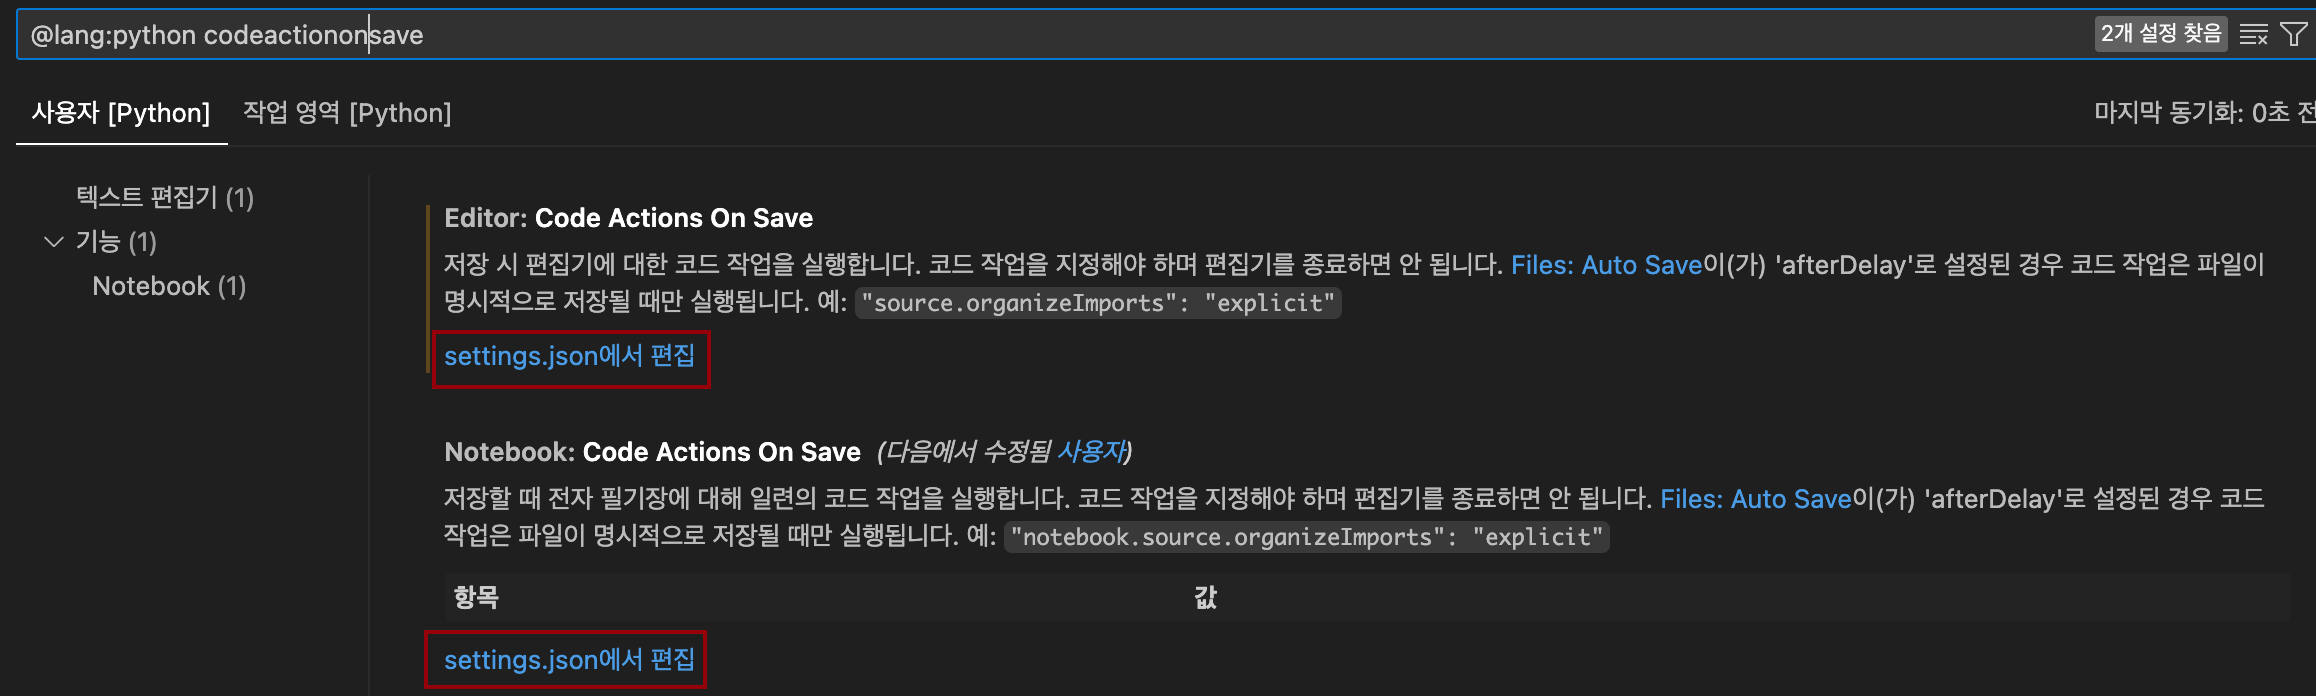 @lang:python codeactiononsave
2개 설정 찾음
사용자 [Python]
작업 영역 [Python]
마지막 동기화: 0초 전
텍스트 편집기 (1)
기능 (1)
Notebook (1)
Editor: Code Actions On Save
저장 시 편집기에 대한 코드 작업을 실행합니다. 코드 작업을 지정해야 하며 편집기를 종료하면 안 됩니다. Files: Auto Save이(가) 'afterDelay'로 설정된 경우 코드 작업은 파일이
명시적으로 저장될 때만 실행됩니다. 예: "source.organizeImports": "explicit"
settings.json에서 편집
Notebook: Code Actions On Save (다음에서 수정됨 사용자)
저장할 때 전자 필기장에 대해 일련의 코드 작업을 실행합니다. 코드 작업을 지정해야 하며 편집기를 종료하면 안 됩니다. Files: Auto Save이(가) 'afterDelay'로 설정된 경우 코드
작업은 파일이 명시적으로 저장될 때만 실행됩니다. 예: "notebook.source.organizeImports": "explicit"
항목
값
settings.json에서 편집